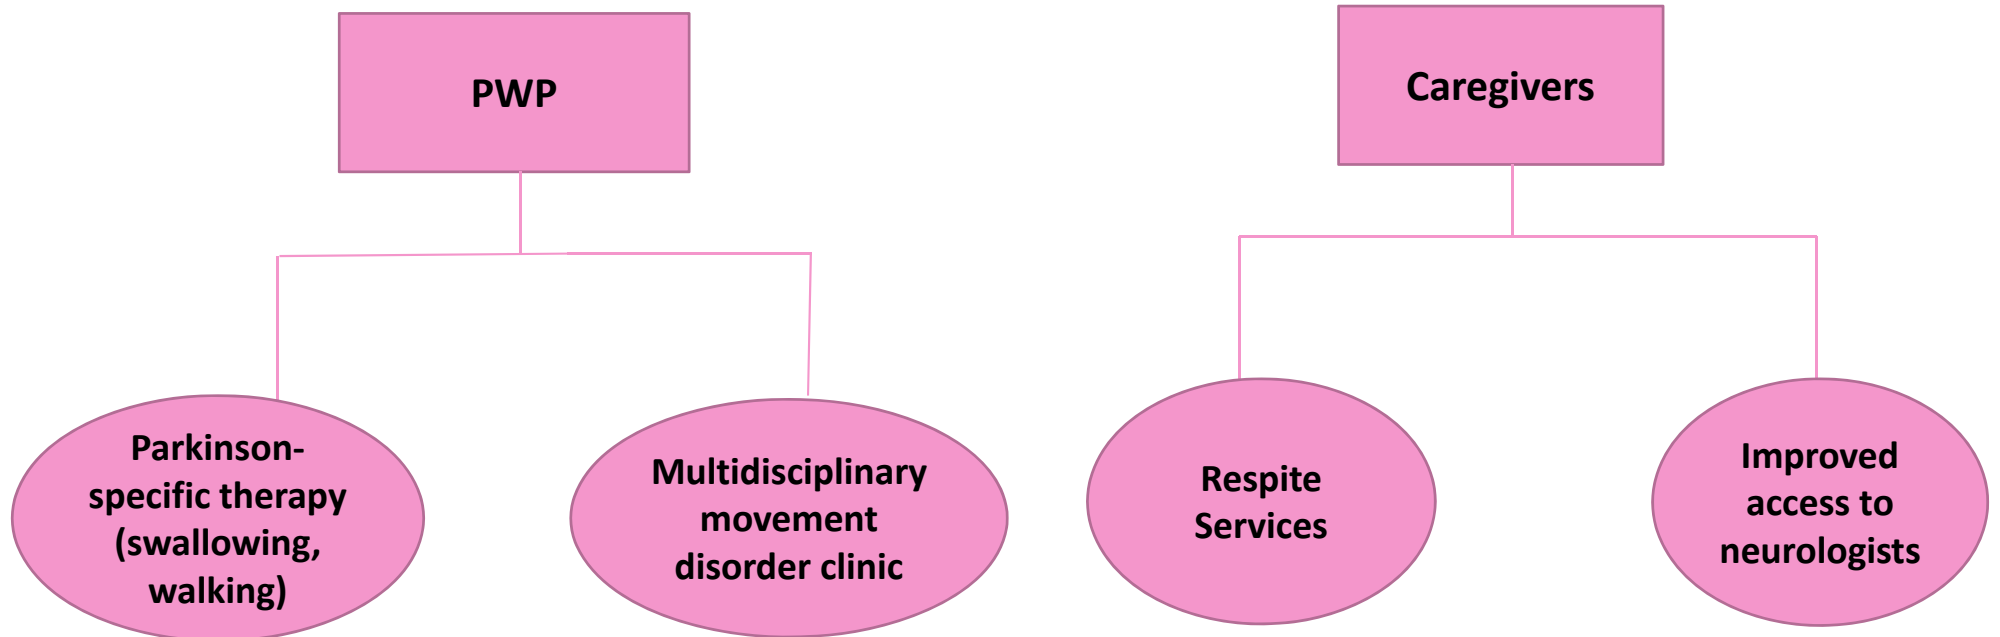 PWP
Caregivers
Parkinson-
specific therapy
(swallowing,
walking)
Multidisciplinary
movement
disorder clinic
Respite
Services
Improved
access to
neurologists